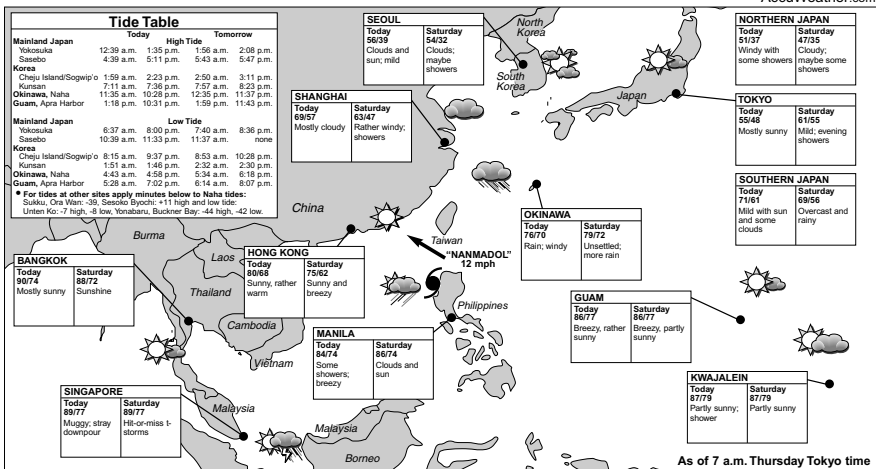 AccuWeather.com
Tide Table
Today Tomorrow
Mainland Japan High Tide
Yokosuka 12:39 a.m. 1:35 p.m. 1:56 a.m. 2:08 p.m.
Sasebo 4:39 a.m. 5:11 p.m. 5:43 a.m. 5:47 p.m.
Korea
Cheju Island/Sogwip'o 1:59 a.m. 2:23 p.m. 2:50 a.m. 3:11 p.m.
Kunsan 7:11 a.m. 7:36 p.m. 7:57 a.m. 8:23 p.m.
Okinawa, Naha 11:35 a.m. 10:28 p.m. 12:35 p.m. 11:37 p.m.
Guam, Apra Harbor 1:18 p.m. 10:31 p.m. 1:59 p.m. 11:43 p.m.
Mainland Japan Low Tide
Yokosuka 6:37 a.m. 8:00 p.m. 7:40 a.m. 8:36 p.m.
Sasebo 10:39 a.m. 11:33 p.m. 11:37 a.m. none
Korea
Cheju Island/Sogwip'o 8:15 a.m. 9:37 p.m. 8:53 a.m. 10:28 p.m.
Kunsan 1:51 a.m. 1:46 p.m. 2:32 a.m. 2:30 p.m.
Okinawa, Naha 4:43 a.m. 4:58 p.m. 5:34 a.m. 6:18 p.m.
Guam, Apra Harbor 5:28 a.m. 7:02 p.m. 6:14 a.m. 8:07 p.m.
• For tides at other sites apply minutes below to Naha tides:
Sukku, Ora Wan: -39, Sesoko Byochi: +11 high and low tide:
Unten Ko: -7 high, -8 low, Yonabaru, Buckner Bay: -44 high, -42 low.
SEOUL
Today Saturday
56/39 54/32
Clouds and Clouds;
sun; mild maybe
showers
North
Korea
South
Korea
Japan
NORTHERN JAPAN
Today Saturday
51/37 47/35
Windy with Cloudy;
some showers maybe some
showers
SHANGHAI
Today Saturday
69/57 63/47
Mostly cloudy Rather windy;
showers
TOKYO
Today Saturday
55/48 61/55
Mostly sunny Mild; evening
showers
SOUTHERN JAPAN
Today Saturday
71/61 69/56
Mild with sun Overcast and
and some rainy
clouds
China
Taiwan
OKINAWA
Today Saturday
76/70 79/72
Rain; windy Unsettled;
more rain
Burma
Laos
Thailand
Cambodia
Vietnam
BANGKOK
Today Saturday
90/74 88/72
Mostly sunny Sunshine
HONG KONG
Today Saturday
80/68 75/62
Sunny, rather Sunny and
warm breezy
"NANMADOL"
12 mph
Philippines
GUAM
Today Saturday
86/77 86/77
Breezy, rather Breezy, partly
sunny sunny
MANILA
Today Saturday
84/74 86/74
Some Clouds and
showers; sun
breezy
KWAJALEIN
Today Saturday
87/79 87/79
Partly sunny; Partly sunny
shower
SINGAPORE
Today Saturday
89/77 89/77
Muggy; stray Hit-or-miss t-
downpour storms
Malaysia
Malaysia
Borneo
As of 7 a.m. Thursday Tokyo time